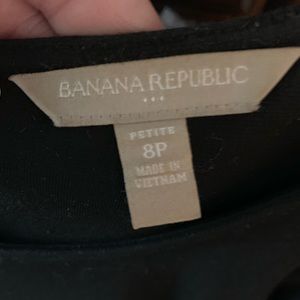 BANANA REPUBLIC
PETITE
8P
MADE IN
VIETNAM